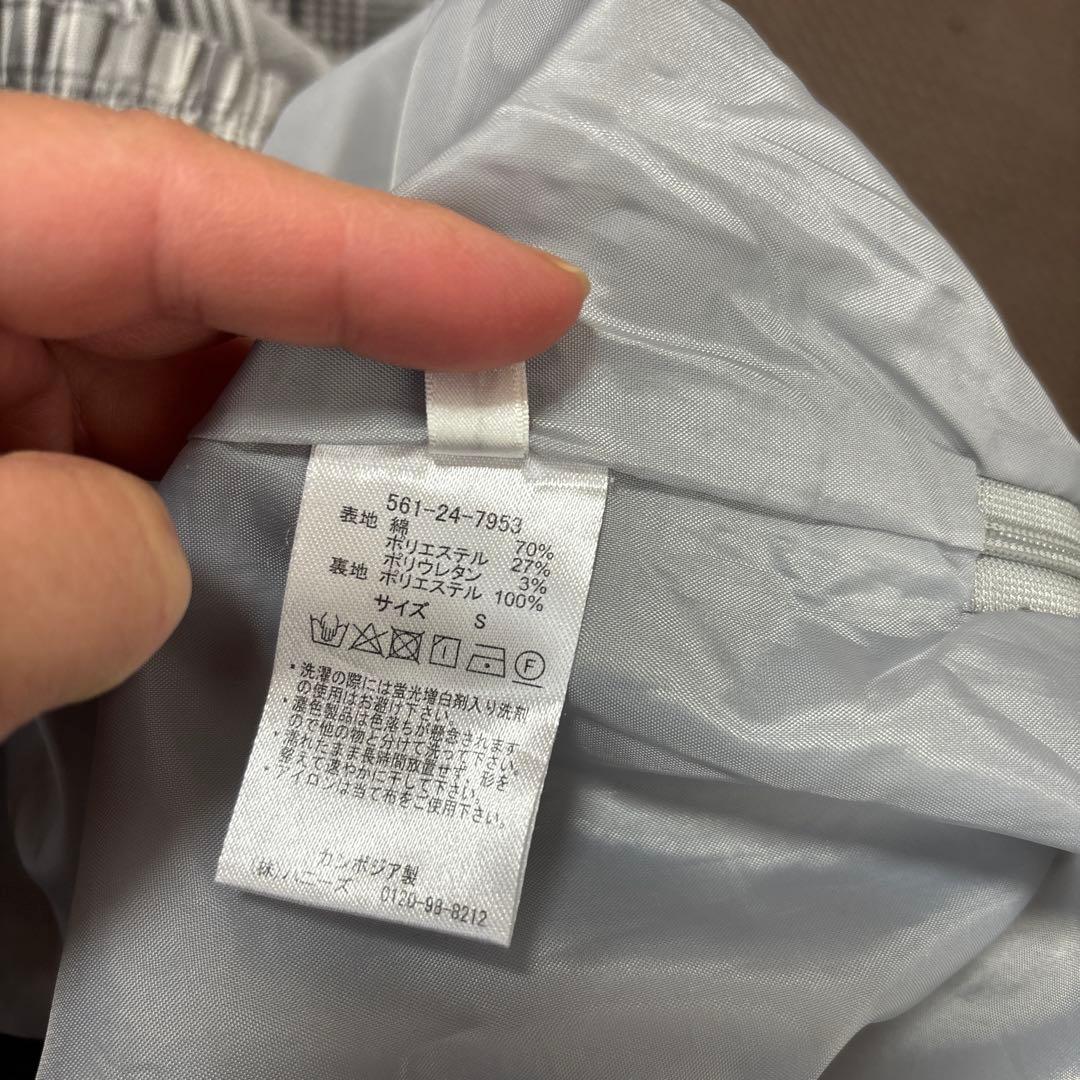 561-24-7953
表地 綿 70%
ポリエステル 27%
ポリウレタン 3%
裏地 ポリエステル 100%
サイズ S
F
・洗濯の際には蛍光増白剤入り洗剤
の使用はお避け下さい。
・濃色製品は色落ちが懸念されます
ので他の物と分けて洗って下さい。
・濡れたまま長時間放置せず、形を
整えて速やかに干して下さい。
・アイロンは当て布をご使用下さい。
カンボジア製
(株)ハニーズ
0120-98-8212